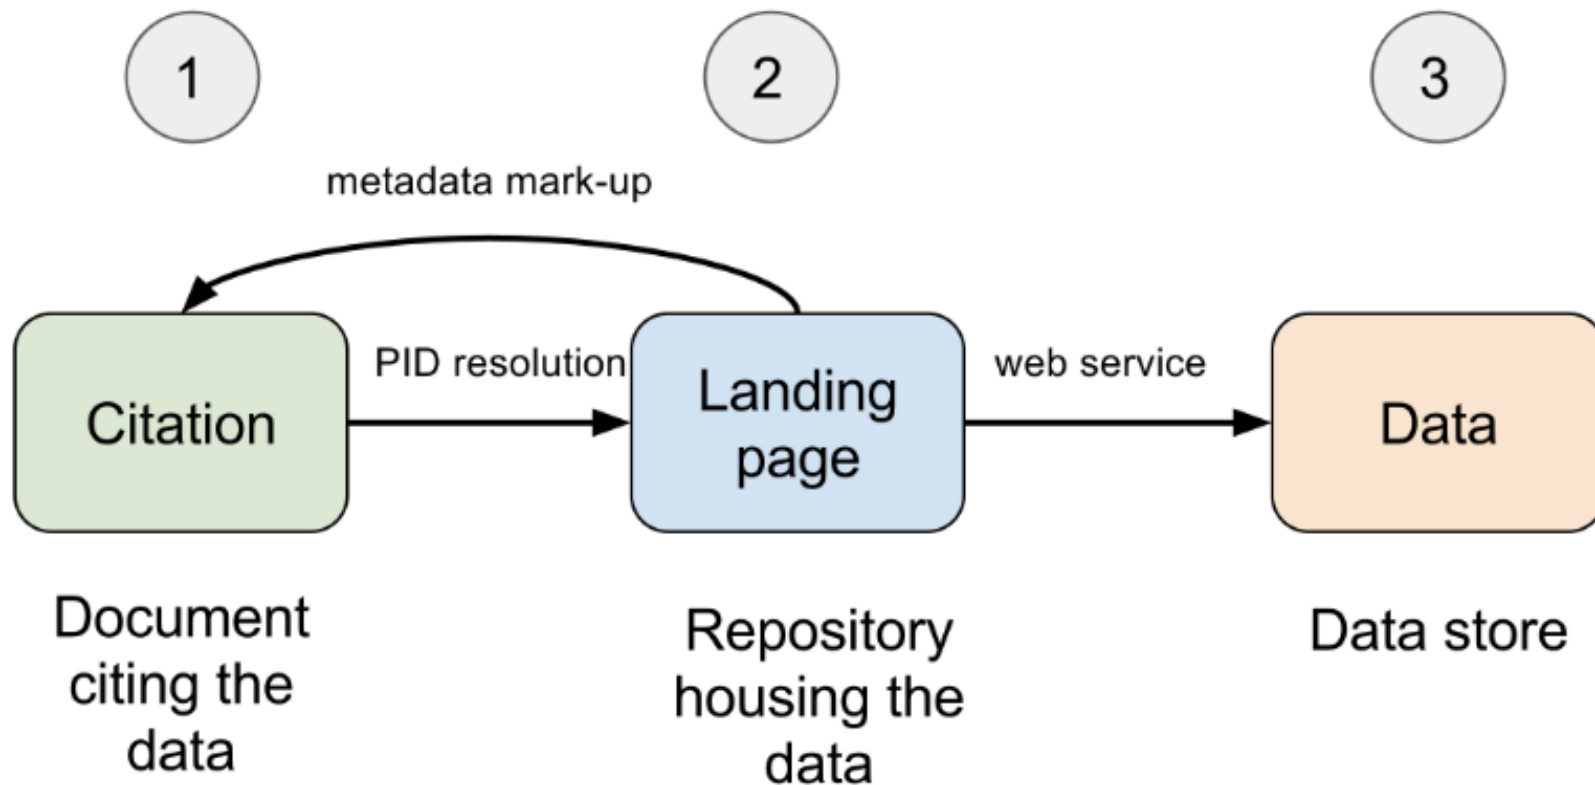 1
2
3
metadata mark-up
PID resolution
web service
Citation
Landing
page
Data
Document
citing the
data
Repository
housing the
data
Data store